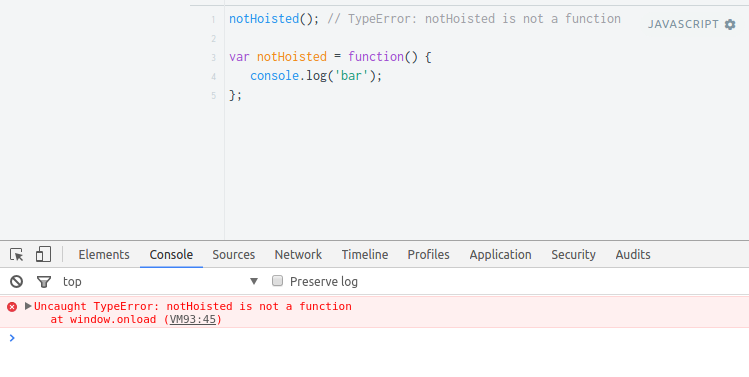 1 notHoisted(); // TypeError: notHoisted is not a function
JAVASCRIPT
2
3 var notHoisted = function() {
4 console.log('bar');
5 };
Elements Console Sources Network Timeline Profiles Application Security Audits
top Preserve log
Uncaught TypeError: notHoisted is not a function
at window.onload (VM93:45)